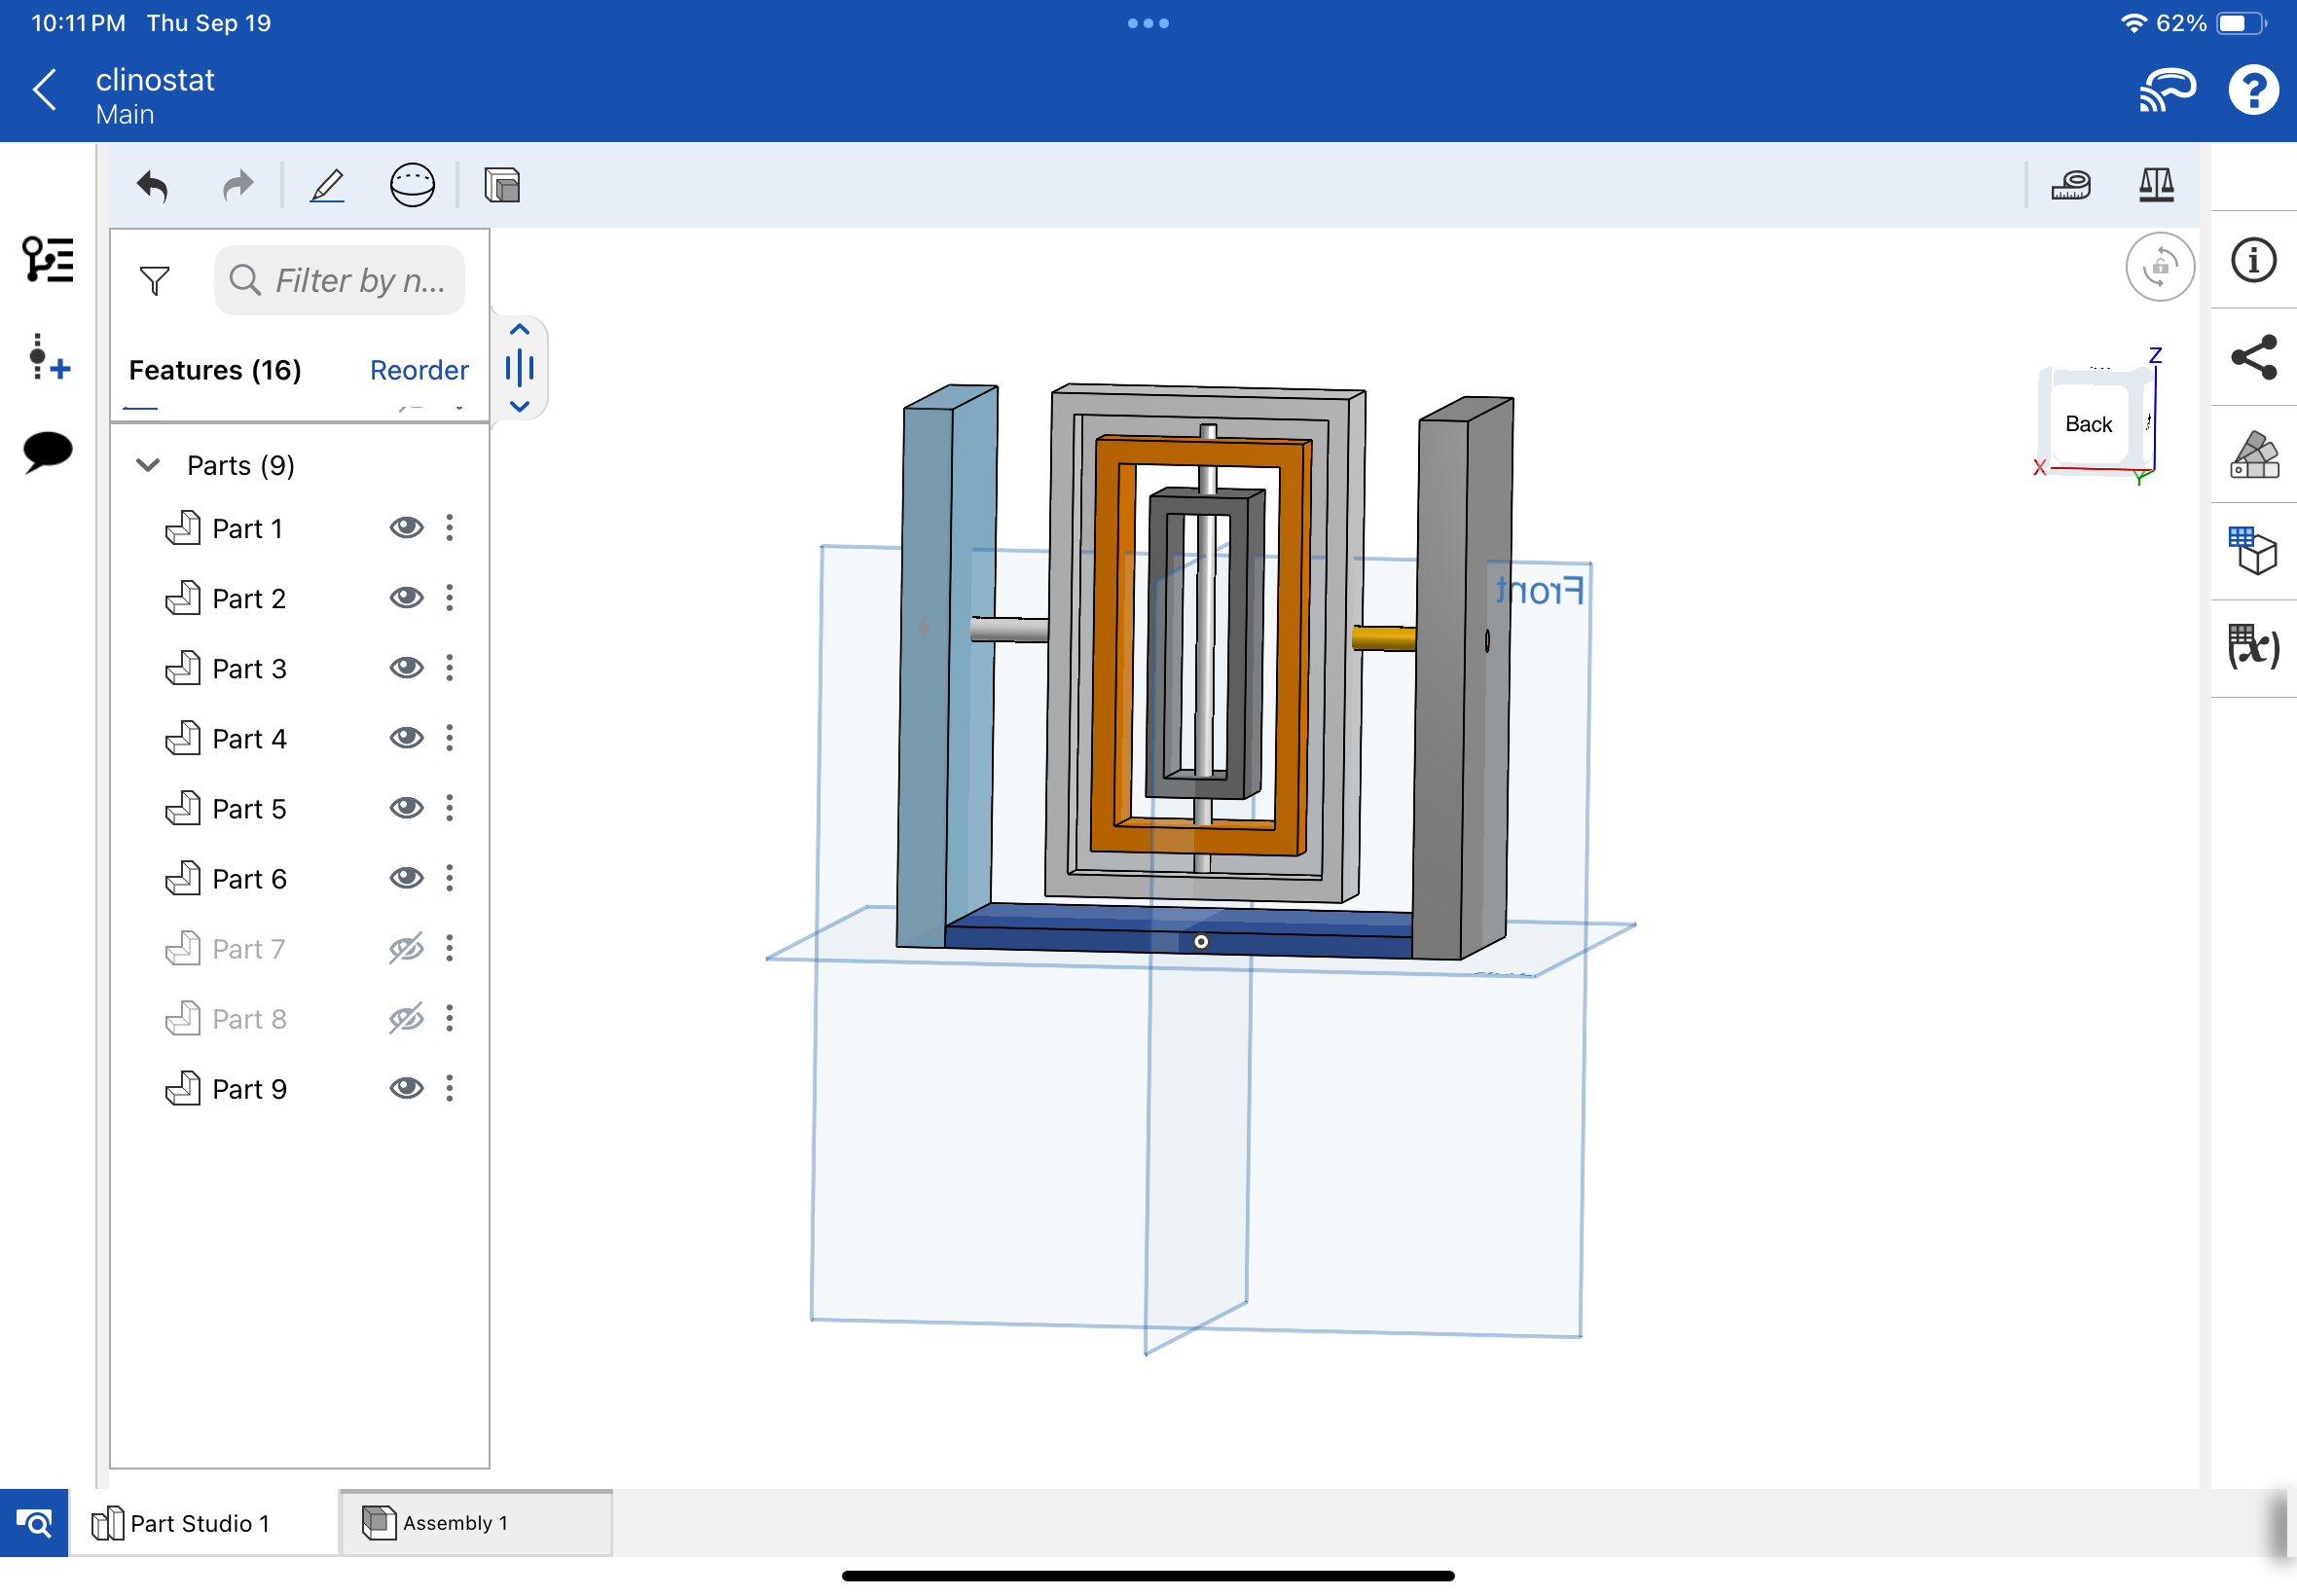 10:11 PM Thu Sep 19
62%
clinostat
Main
Filter by n...
Features (16) Reorder
Parts (9)
Part 1
Part 2
Part 3
Part 4
Part 5
Part 6
Part 7
Part 8
Part 9
Front
Z
Back
X
Y
(x)
Part Studio 1
Assembly 1